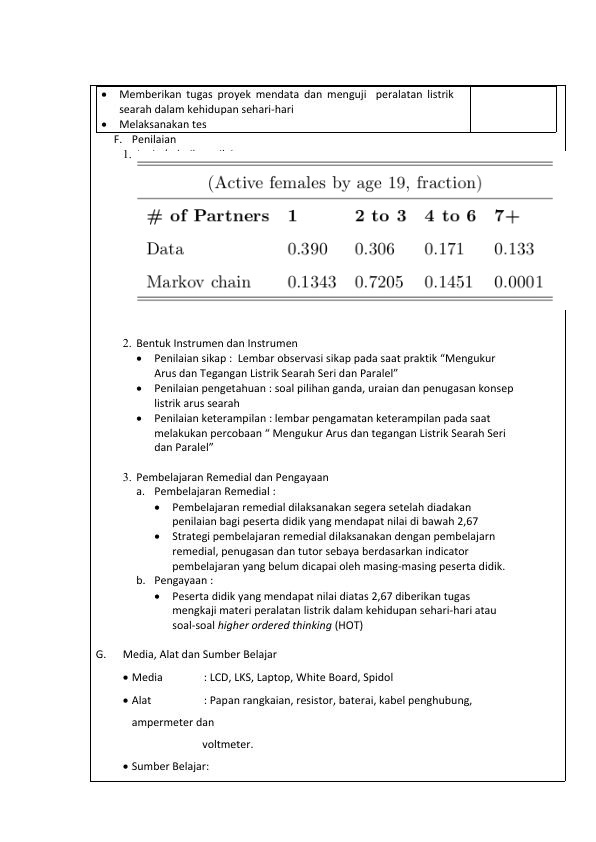 • Memberikan tugas proyek mendata dan menguji peralatan listrik
searah dalam kehidupan sehari-hari
• Melaksanakan tes
F. Penilaian
1.
(Active females by age 19, fraction)
# of Partners 1 2 to 3 4 to 6 7+
Data 0.390 0.306 0.171 0.133
Markov chain 0.1343 0.7205 0.1451 0.0001
2. Bentuk Instrumen dan Instrumen
• Penilaian sikap : Lembar observasi sikap pada saat praktik “Mengukur
Arus dan Tegangan Listrik Searah Seri dan Paralel”
• Penilaian pengetahuan : soal pilihan ganda, uraian dan penugasan konsep
listrik arus searah
• Penilaian keterampilan : lembar pengamatan keterampilan pada saat
melakukan percobaan “ Mengukur Arus dan tegangan Listrik Searah Seri
dan Paralel”
3. Pembelajaran Remedial dan Pengayaan
a. Pembelajaran Remedial :
• Pembelajaran remedial dilaksanakan segera setelah diadakan
penilaian bagi peserta didik yang mendapat nilai di bawah 2,67
• Strategi pembelajaran remedial dilaksanakan dengan pembelajarn
remedial, penugasan dan tutor sebaya berdasarkan indicator
pembelajaran yang belum dicapai oleh masing-masing peserta didik.
b. Pengayaan :
• Peserta didik yang mendapat nilai diatas 2,67 diberikan tugas
mengkaji materi peralatan listrik dalam kehidupan sehari-hari atau
soal-soal higher ordered thinking (HOT)
G. Media, Alat dan Sumber Belajar
• Media : LCD, LKS, Laptop, White Board, Spidol
• Alat : Papan rangkaian, resistor, baterai, kabel penghubung,
ampermeter dan
voltmeter.
• Sumber Belajar: